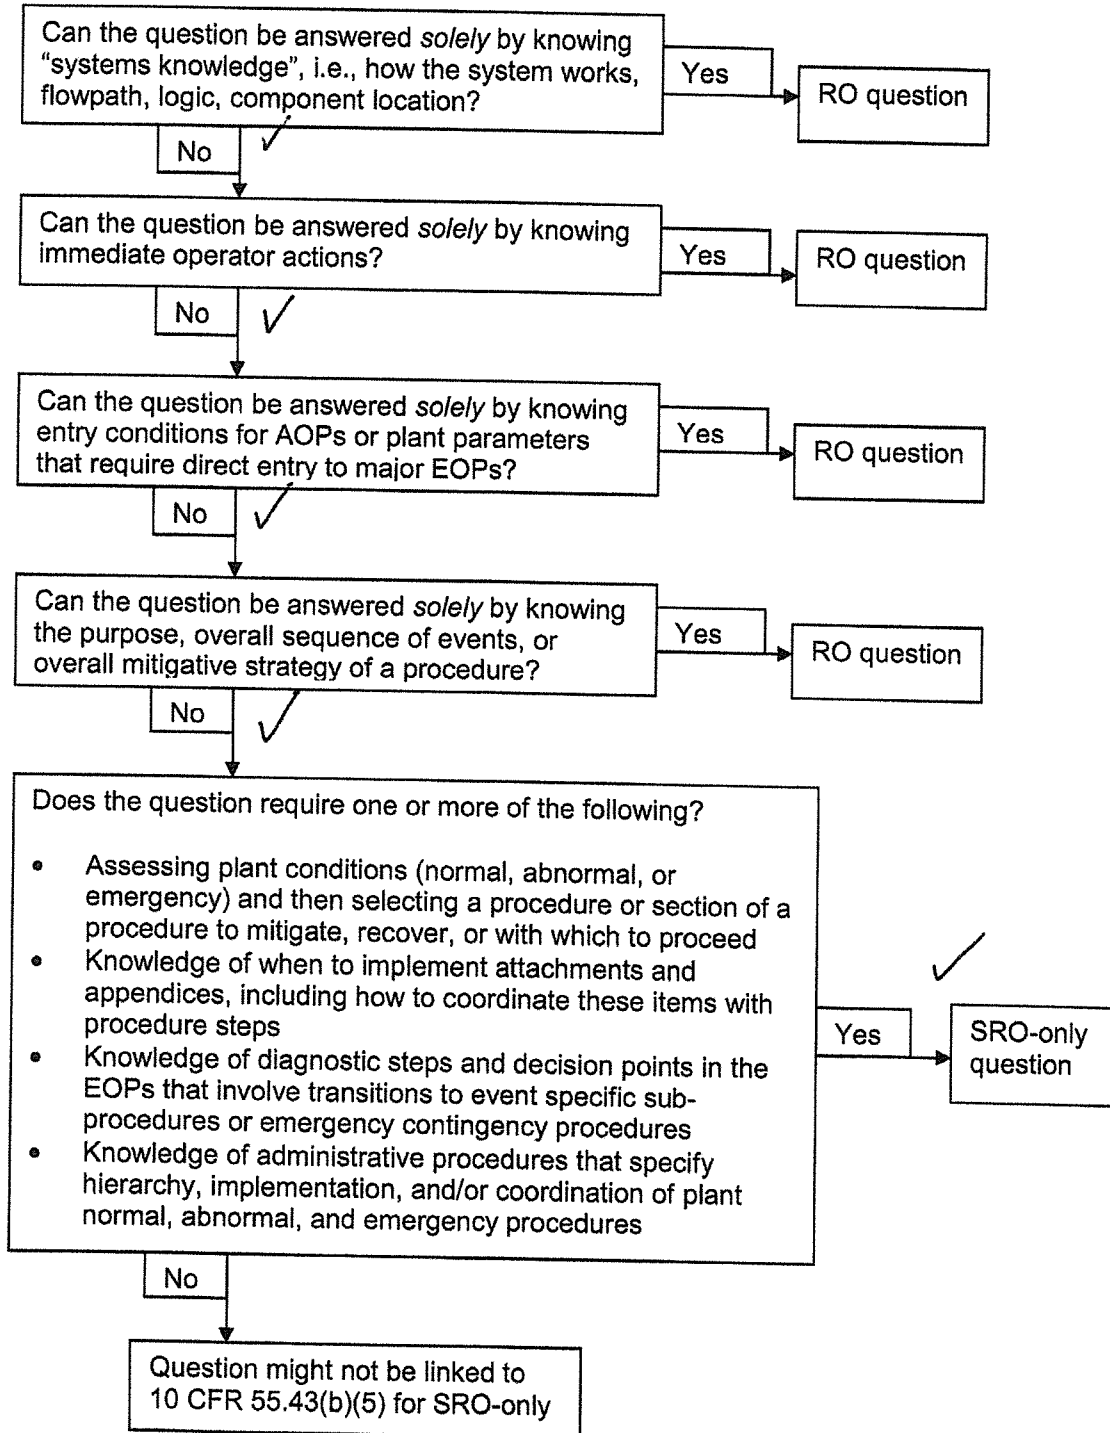 Can the question be answered solely by knowing
"systems knowledge", i.e., how the system works,
flowpath, logic, component location?
Yes
RO question
No
Can the question be answered solely by knowing
immediate operator actions?
Yes
RO question
No
Can the question be answered solely by knowing
entry conditions for AOPs or plant parameters
that require direct entry to major EOPs?
Yes
RO question
No
Can the question be answered solely by knowing
the purpose, overall sequence of events, or
overall mitigative strategy of a procedure?
Yes
RO question
No
Does the question require one or more of the following?
• Assessing plant conditions (normal, abnormal, or
emergency) and then selecting a procedure or section of a
procedure to mitigate, recover, or with which to proceed
• Knowledge of when to implement attachments and
appendices, including how to coordinate these items with
procedure steps
• Knowledge of diagnostic steps and decision points in the
EOPs that involve transitions to event specific sub-
procedures or emergency contingency procedures
• Knowledge of administrative procedures that specify
hierarchy, implementation, and/or coordination of plant
normal, abnormal, and emergency procedures
Yes
SRO-only
question
No
Question might not be linked to
10 CFR 55.43(b)(5) for SRO-only